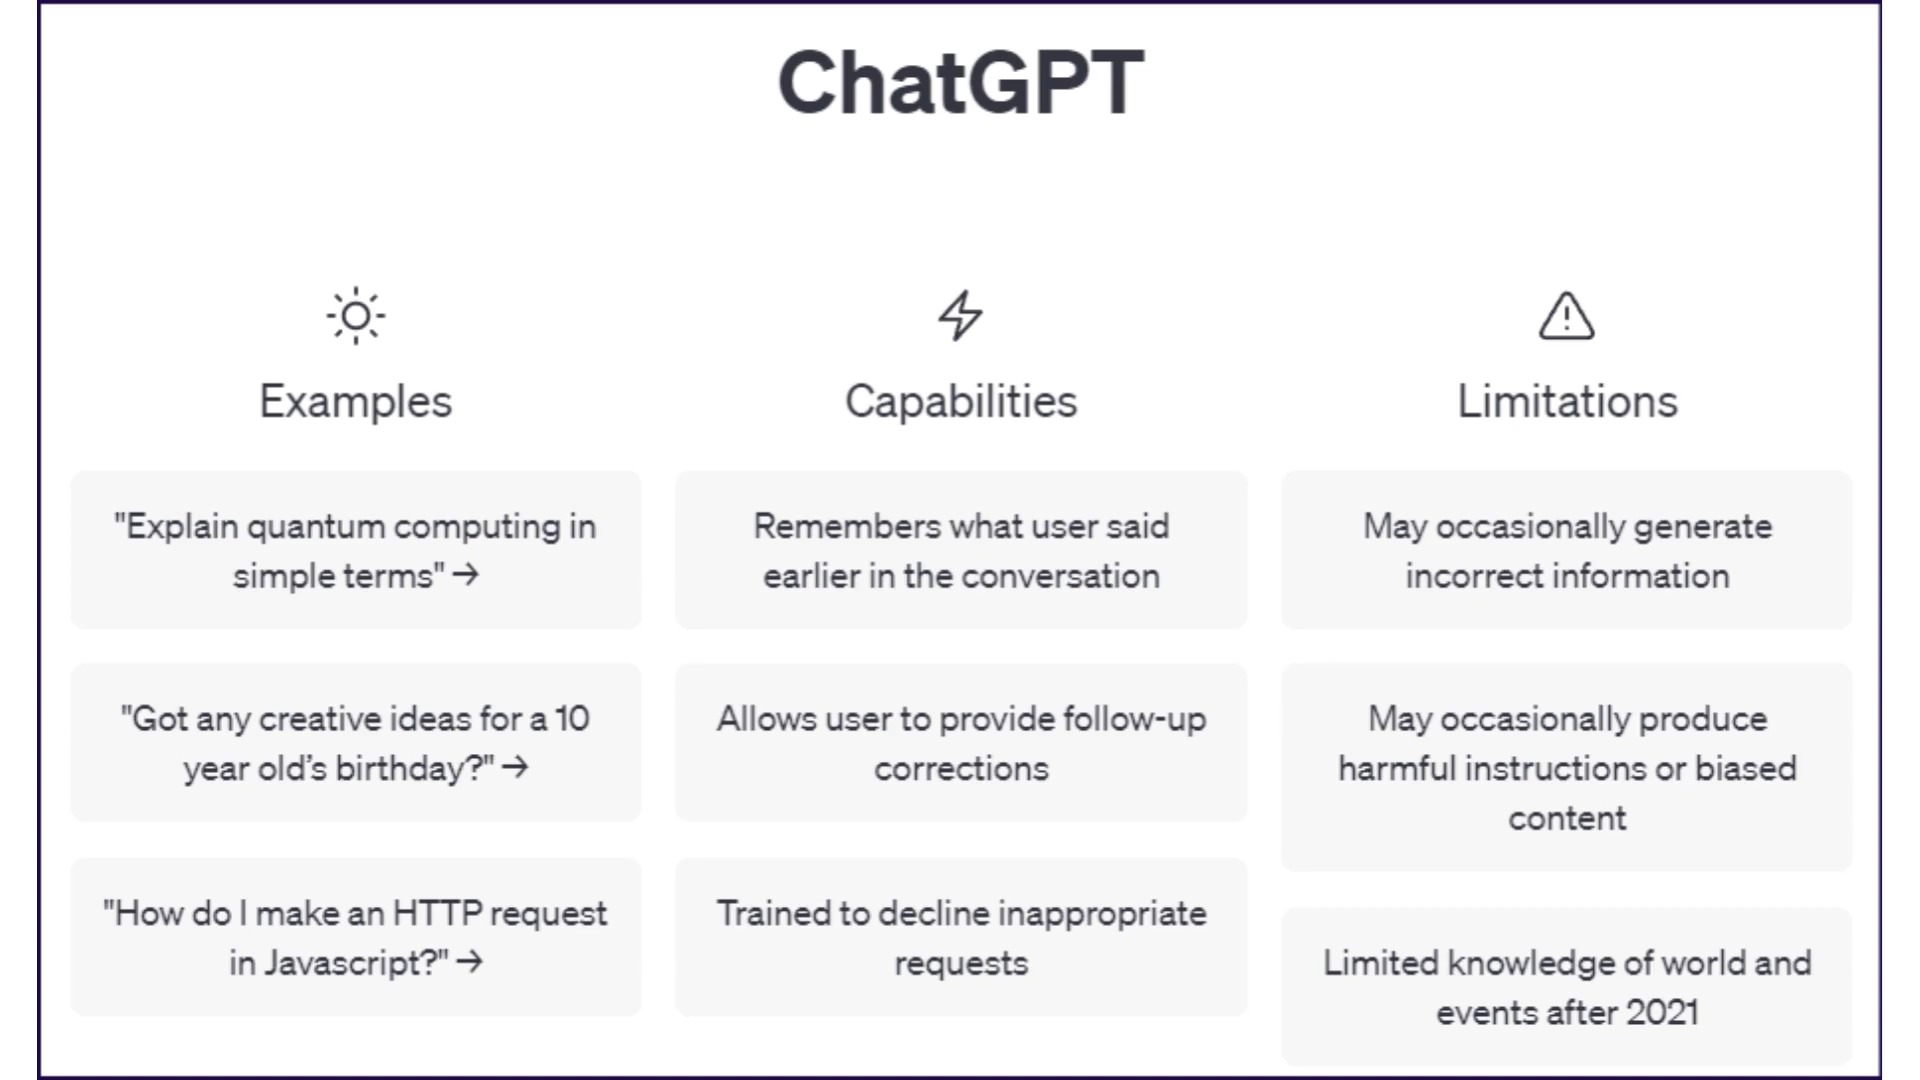 ChatGPT
Examples
"Explain quantum computing in
simple terms" →
"Got any creative ideas for a 10
year old’s birthday?" →
"How do I make an HTTP request
in Javascript?" →
Capabilities
Remembers what user said
earlier in the conversation
Allows user to provide follow-up
corrections
Trained to decline inappropriate
requests
Limitations
May occasionally generate
incorrect information
May occasionally produce
harmful instructions or biased
content
Limited knowledge of world and
events after 2021